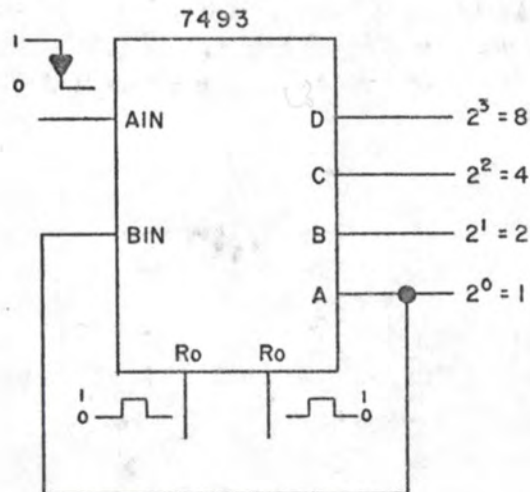 7493
1
0
AIN
D
2³ = 8
C
2² = 4
BIN
B
2¹ = 2
A
2⁰ = 1
Ro
Ro
1
0
1
0